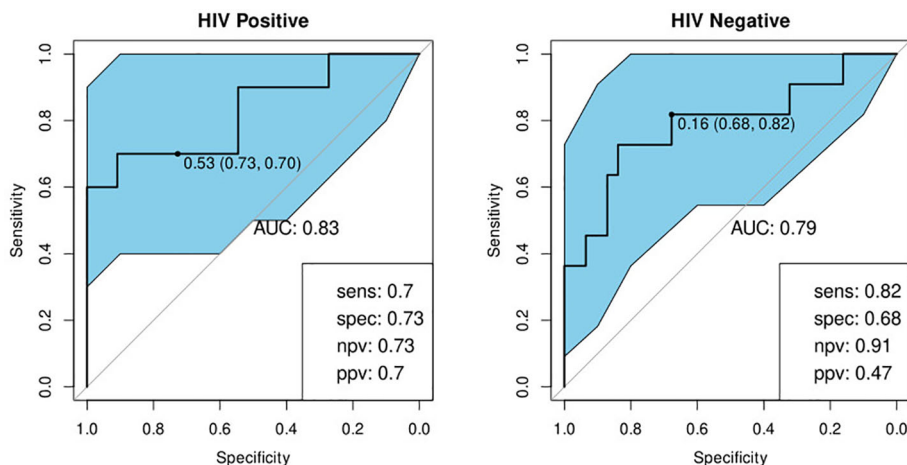 HIV Positive
Sensitivity
1.0
0.8
0.6
0.4
0.2
0.0
0.53 (0.73, 0.70)
AUC: 0.83
sens: 0.7
spec: 0.73
npv: 0.73
ppv: 0.7
1.0 0.8 0.6 0.4 0.2 0.0
Specificity
HIV Negative
Sensitivity
1.0
0.8
0.6
0.4
0.2
0.0
0.16 (0.68, 0.82)
AUC: 0.79
sens: 0.82
spec: 0.68
npv: 0.91
ppv: 0.47
1.0 0.8 0.6 0.4 0.2 0.0
Specificity